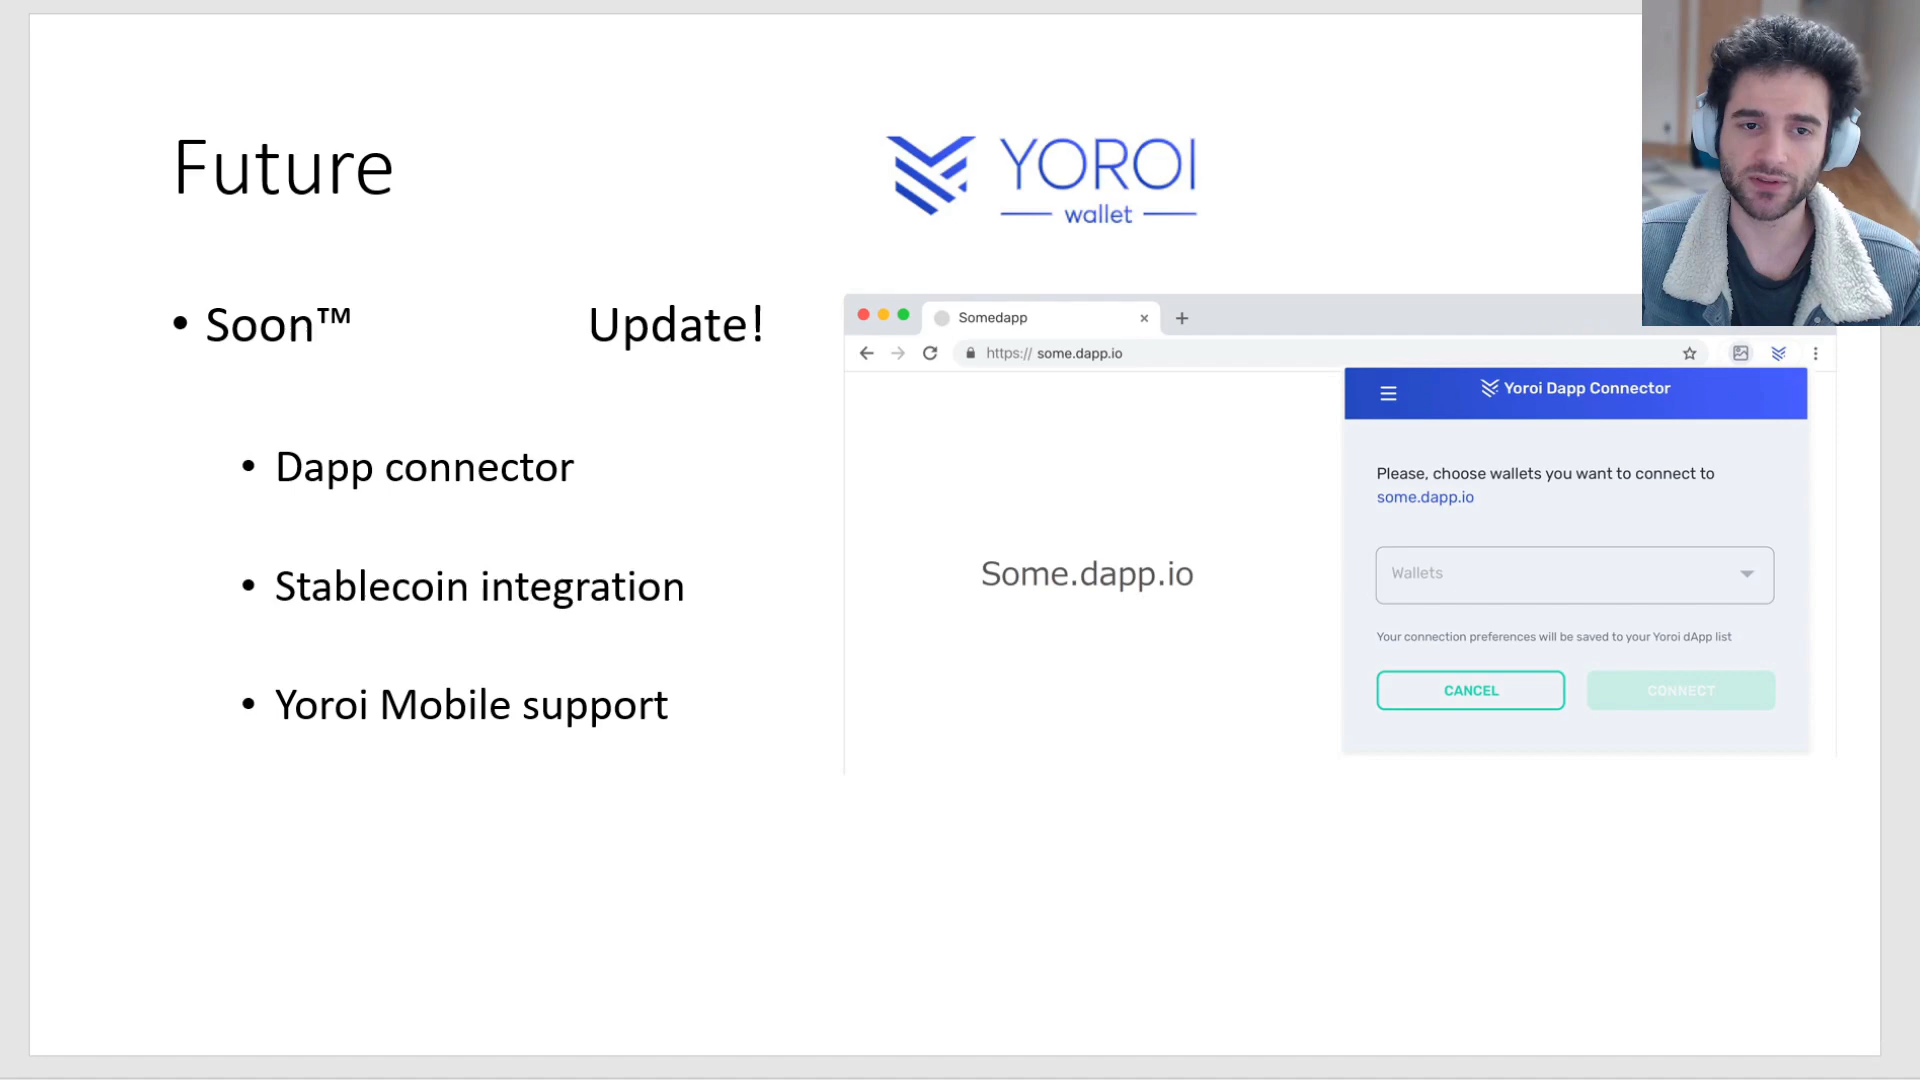 Future
YOROI
wallet
• Soon™ Update!
• Dapp connector
• Stablecoin integration
• Yoroi Mobile support
Somedapp
https:// some.dapp.io
Some.dapp.io
Yoroi Dapp Connector
Please, choose wallets you want to connect to
some.dapp.io
Wallets
Your connection preferences will be saved to your Yoroi dApp list
CANCEL CONNECT